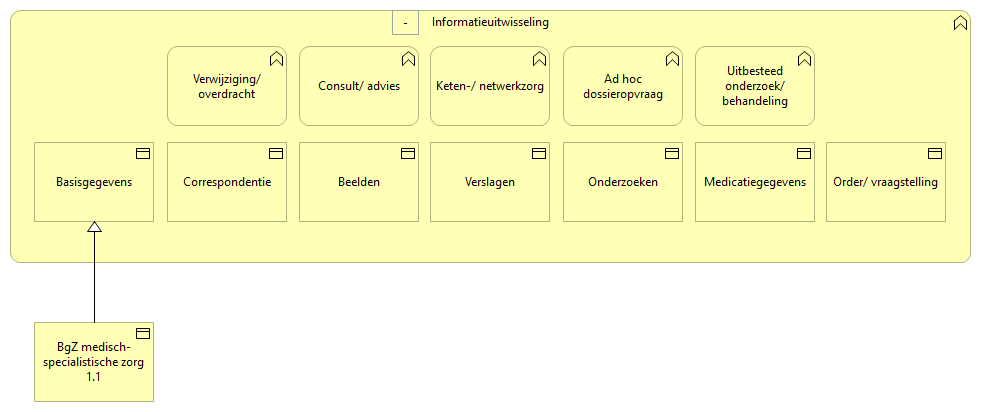 - Informatieuitwisseling
Verwijziging/
overdracht
Consult/ advies
Keten-/ netwerkzorg
Ad hoc
dossieropvraag
Uitbesteed
onderzoek/
behandeling
Basisgegevens
Correspondentie
Beelden
Verslagen
Onderzoeken
Medicatiegegevens
Order/ vraagstelling
BgZ medisch-
specialistische zorg
1.1